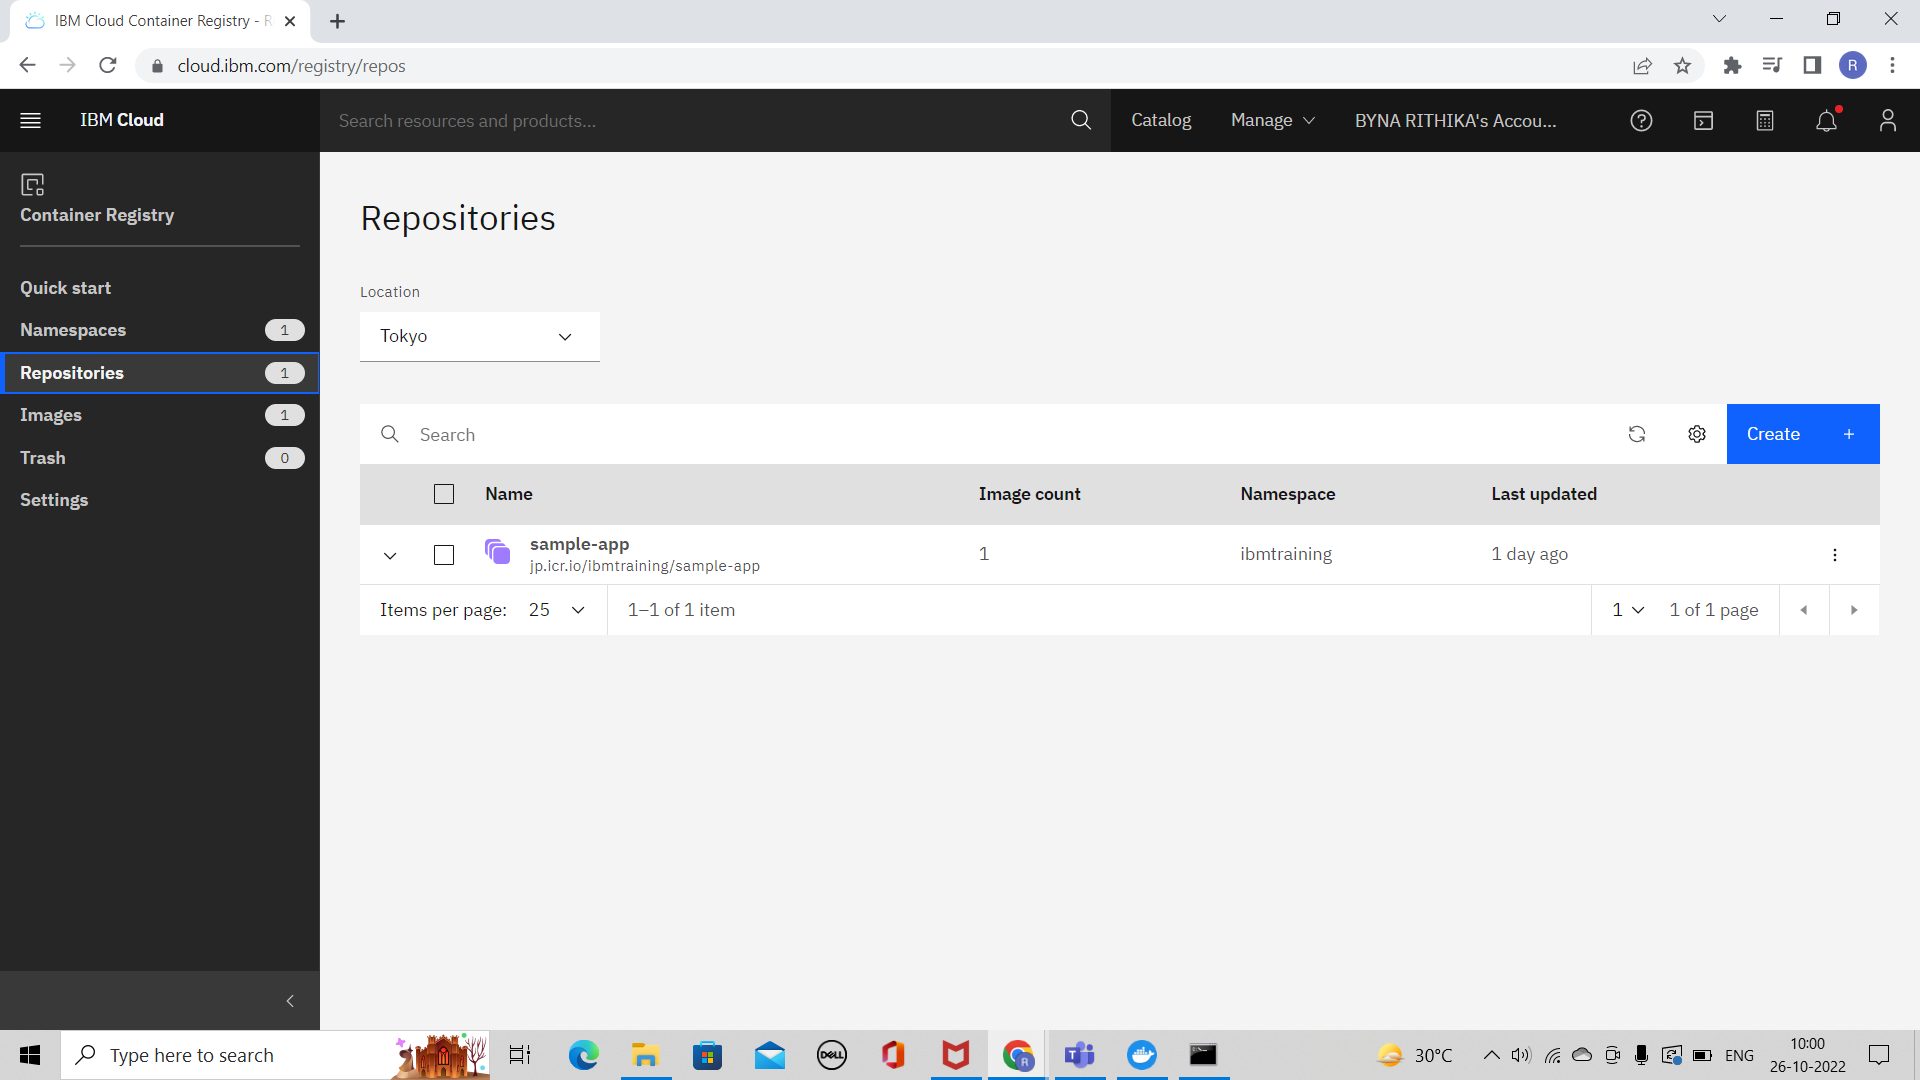 IBM Cloud Container Registry - R
cloud.ibm.com/registry/repos
R
IBM Cloud
Search resources and products...
Catalog
Manage
BYNA RITHIKA's Accou...
Container Registry
Quick start
Namespaces 1
Repositories 1
Images 1
Trash 0
Settings
Repositories
Location
Tokyo
Search
Create +
Name Image count Namespace Last updated
sample-app 1 ibmtraining 1 day ago
jp.icr.io/ibmtraining/sample-app
Items per page: 25 1–1 of 1 item 1 1 of 1 page
Type here to search
DELL
R
T
30°C
ENG
10:00
26-10-2022